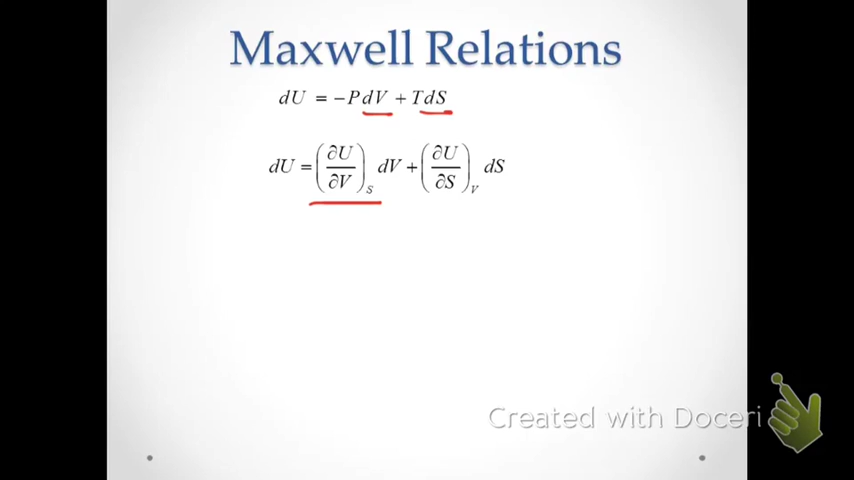 Maxwell Relations
dU = −PdV + TdS
dU = (∂U/∂V)_S dV + (∂U/∂S)_V dS
Created with Doceri